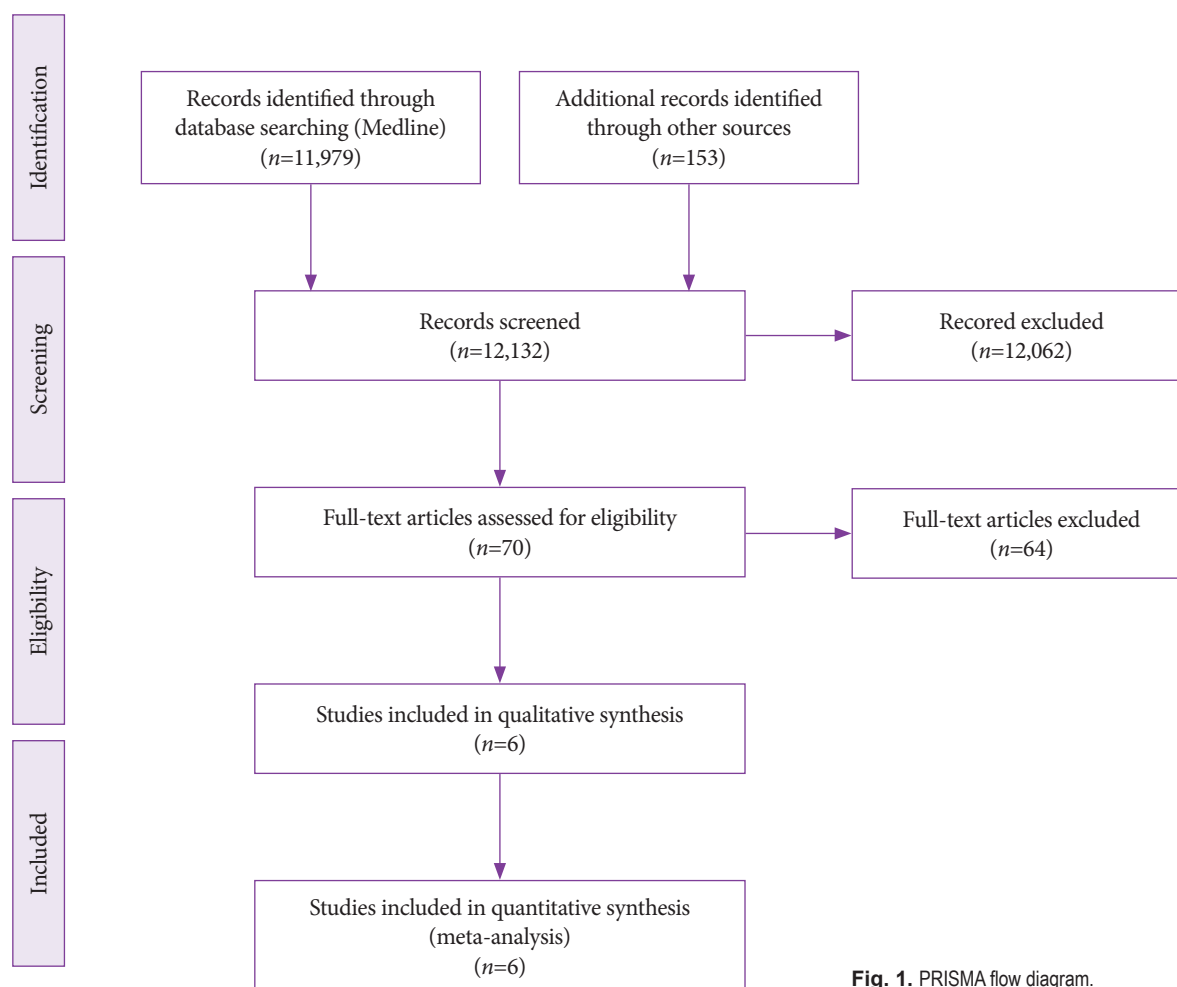 Identification
Records identified through
database searching (Medline)
(n=11,979)
Additional records identified
through other sources
(n=153)
Screening
Records screened
(n=12,132)
Recored excluded
(n=12,062)
Eligibility
Full-text articles assessed for eligibility
(n=70)
Full-text articles excluded
(n=64)
Studies included in qualitative synthesis
(n=6)
Included
Studies included in quantitative synthesis
(meta-analysis)
(n=6)
Fig. 1. PRISMA flow diagram.